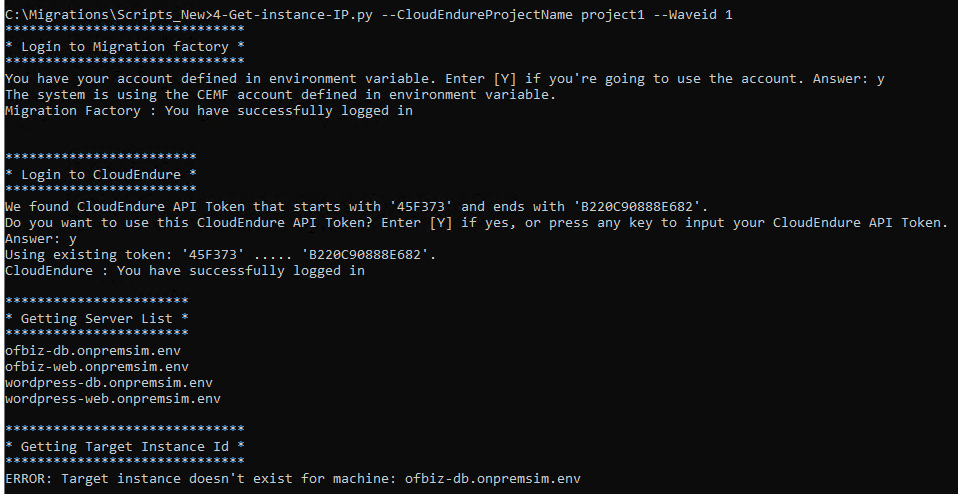 C:\Migrations\Scripts_New>4-Get-instance-IP.py --CloudEndureProjectName project1 --Waveid 1
******************************
* Login to Migration factory *
******************************
You have your account defined in environment variable. Enter [Y] if you're going to use the account. Answer: y
The system is using the CEMF account defined in environment variable.
Migration Factory : You have successfully logged in
************************
* Login to CloudEndure *
************************
We found CloudEndure API Token that starts with '45F373' and ends with 'B220C90888E682'.
Do you want to use this CloudEndure API Token? Enter [Y] if yes, or press any key to input your CloudEndure API Token.
Answer: y
Using existing token: '45F373' ..... 'B220C90888E682'.
CloudEndure : You have successfully logged in
***********************
* Getting Server List *
***********************
ofbiz-db.onpremsim.env
ofbiz-web.onpremsim.env
wordpress-db.onpremsim.env
wordpress-web.onpremsim.env
******************************
* Getting Target Instance Id *
******************************
ERROR: Target instance doesn't exist for machine: ofbiz-db.onpremsim.env